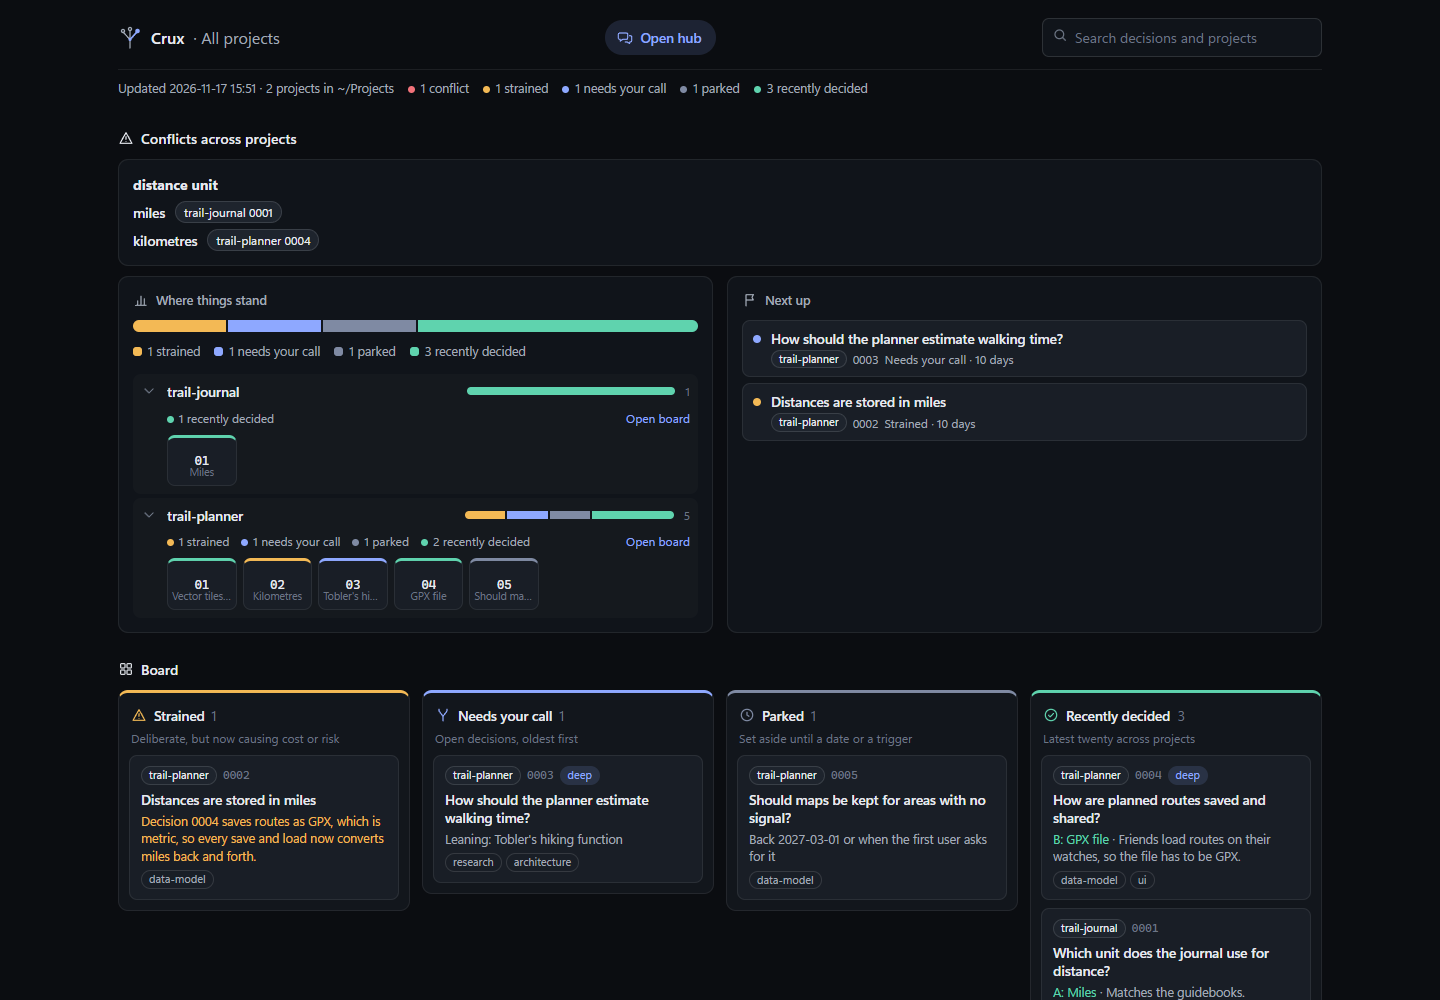 Crux · All projects
Open hub
Search decisions and projects
Updated 2026-11-17 15:51 · 2 projects in ~/Projects
1 conflict
1 strained
1 needs your call
1 parked
3 recently decided
Conflicts across projects
distance unit
miles trail-journal 0001
kilometres trail-planner 0004
Where things stand
1 strained
1 needs your call
1 parked
3 recently decided
trail-journal
1
1 recently decided
Open board
01
Miles
trail-planner
5
1 strained
1 needs your call
1 parked
2 recently decided
Open board
01
Vector tiles...
02
Kilometres
03
Tobler's hi...
04
GPX file
05
Should ma...
Next up
How should the planner estimate walking time?
trail-planner 0003 Needs your call · 10 days
Distances are stored in miles
trail-planner 0002 Strained · 10 days
Board
Strained 1
Deliberate, but now causing cost or risk
trail-planner 0002
Distances are stored in miles
Decision 0004 saves routes as GPX, which is
metric, so every save and load now converts
miles back and forth.
data-model
Needs your call 1
Open decisions, oldest first
trail-planner 0003 deep
How should the planner estimate
walking time?
Leaning: Tobler's hiking function
research
architecture
Parked 1
Set aside until a date or a trigger
trail-planner 0005
Should maps be kept for areas with no
signal?
Back 2027-03-01 or when the first user asks
for it
data-model
Recently decided 3
Latest twenty across projects
trail-planner 0004 deep
How are planned routes saved and
shared?
B: GPX file · Friends load routes on their
watches, so the file has to be GPX.
data-model
ui
trail-journal 0001
Which unit does the journal use for
distance?
A: Miles · Matches the guidebooks.